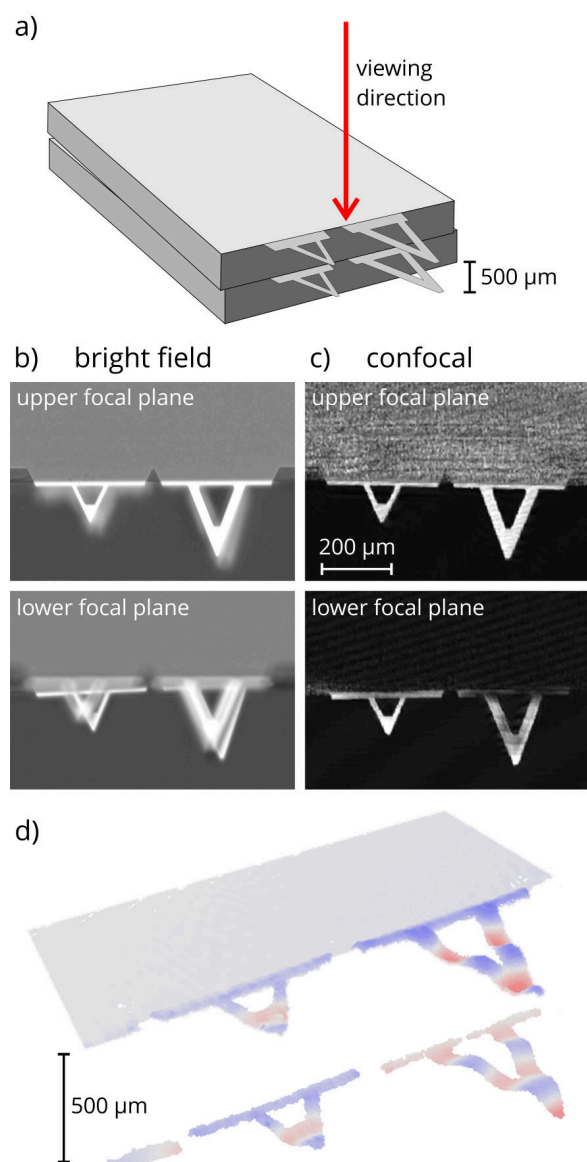 a)
viewing
direction
500 µm
b) bright field
c) confocal
upper focal plane
upper focal plane
200 µm
lower focal plane
lower focal plane
d)
500 µm